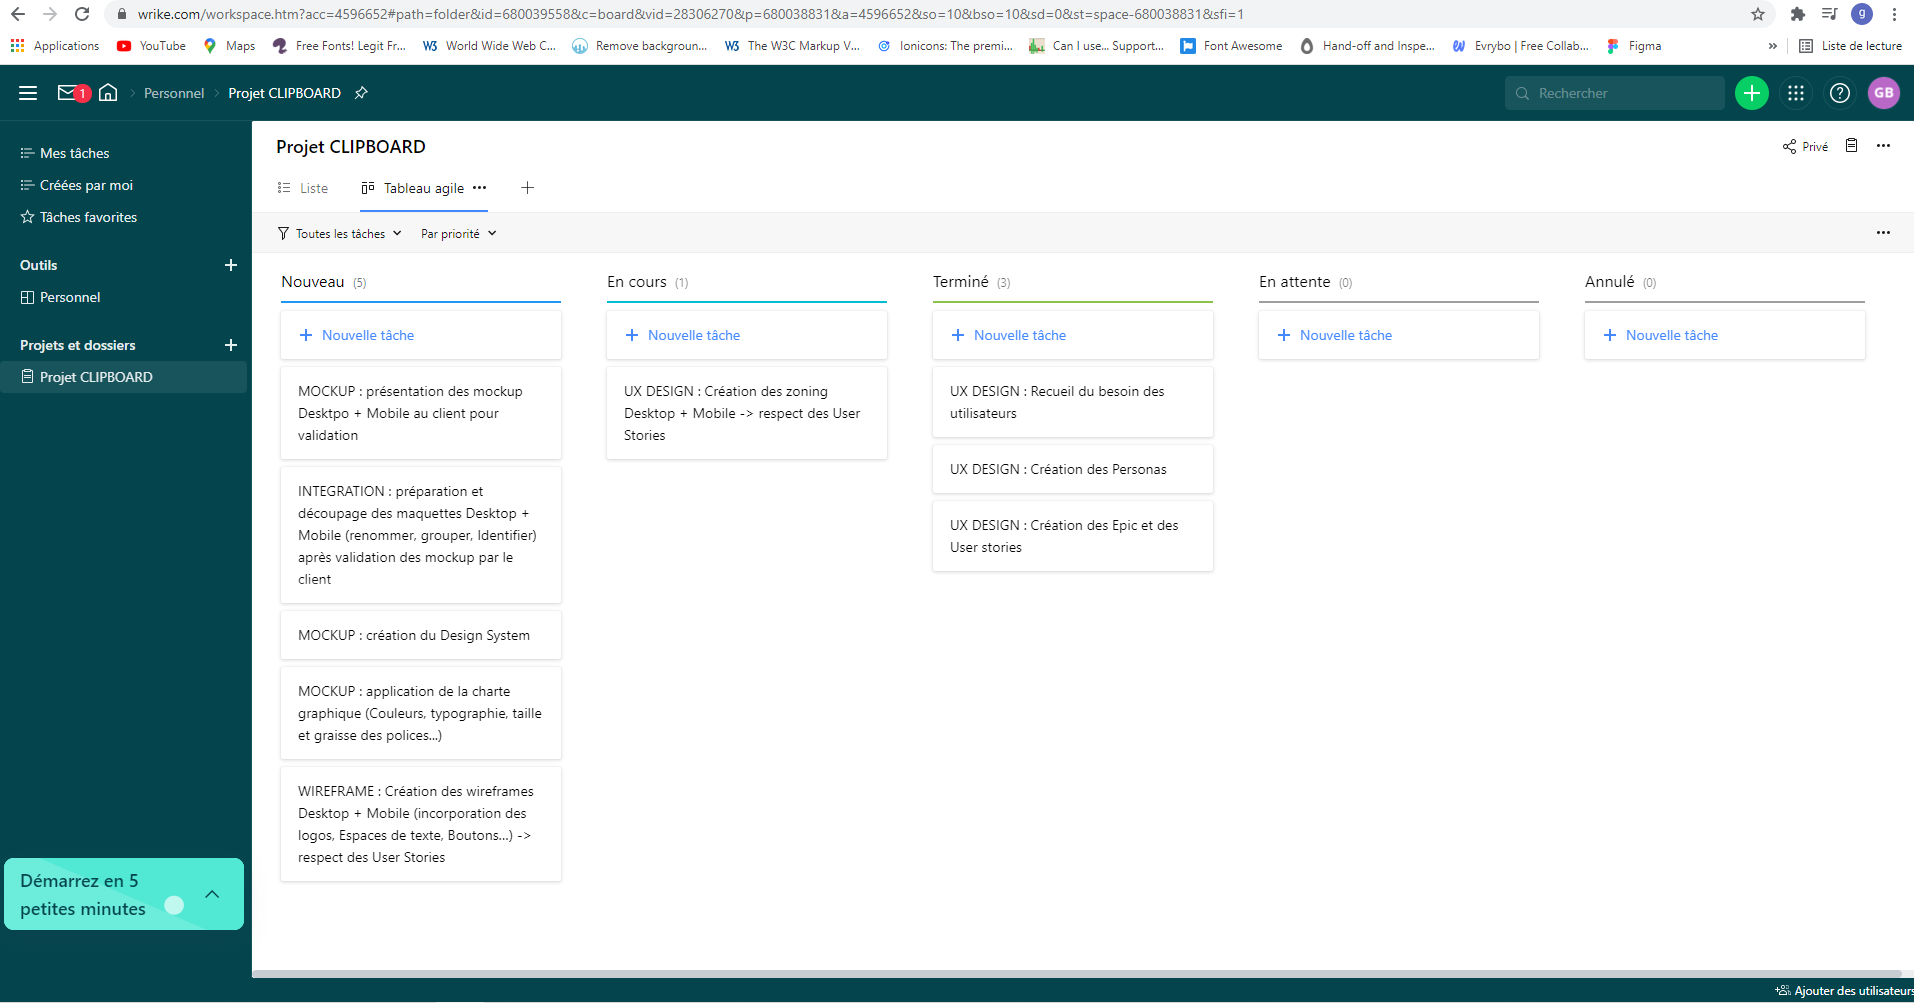 wrike.com/workspace.htm?acc=4596652#path=folder&id=680039558&c=board&vid=28306270&p=680038831&a=4596652&so=10&bso=10&sd=0&st=space-680038831&sfi=1
g
Applications YouTube Maps Free Fonts! Legit Fr... W3 World Wide Web C... Remove backgroun... W3 The W3C Markup V... Ionicons: The premi... Can I use... Support... Font Awesome Hand-off and Inspe... Evrybo | Free Collab... Figma » Liste de lecture
1 Personnel Projet CLIPBOARD
Rechercher
GB
Mes tâches
Créées par moi
Tâches favorites
Outils
Personnel
Projets et dossiers
Projet CLIPBOARD
Démarrez en 5
petites minutes
Projet CLIPBOARD
Privé
Liste Tableau agile
Toutes les tâches Par priorité
Nouveau (5)
Nouvelle tâche
MOCKUP : présentation des mockup
Desktpo + Mobile au client pour
validation
INTEGRATION : préparation et
découpage des maquettes Desktop +
Mobile (renommer, grouper, Identifier)
après validation des mockup par le
client
MOCKUP : création du Design System
MOCKUP : application de la charte
graphique (Couleurs, typographie, taille
et graisse des polices...)
WIREFRAME : Création des wireframes
Desktop + Mobile (incorporation des
logos, Espaces de texte, Boutons...) ->
respect des User Stories
En cours (1)
Nouvelle tâche
UX DESIGN : Création des zoning
Desktop + Mobile -> respect des User
Stories
Terminé (3)
Nouvelle tâche
UX DESIGN : Recueil du besoin des
utilisateurs
UX DESIGN : Création des Personas
UX DESIGN : Création des Epic et des
User stories
En attente (0)
Nouvelle tâche
Annulé (0)
Nouvelle tâche
Ajouter des utilisateurs